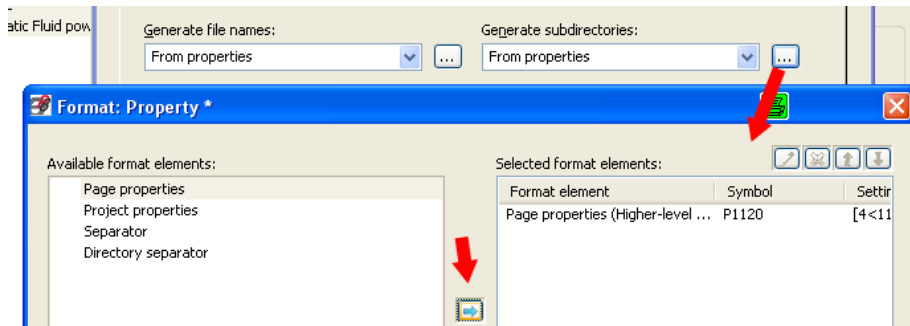 atic Fluid pow
Generate file names:
Generate subdirectories:
From properties
...
From properties
...
Format: Property *
Available format elements:
Selected format elements:
Page properties
Project properties
Separator
Directory separator
Format element
Symbol
Settir
Page properties (Higher-level ...
P1120
[4<11